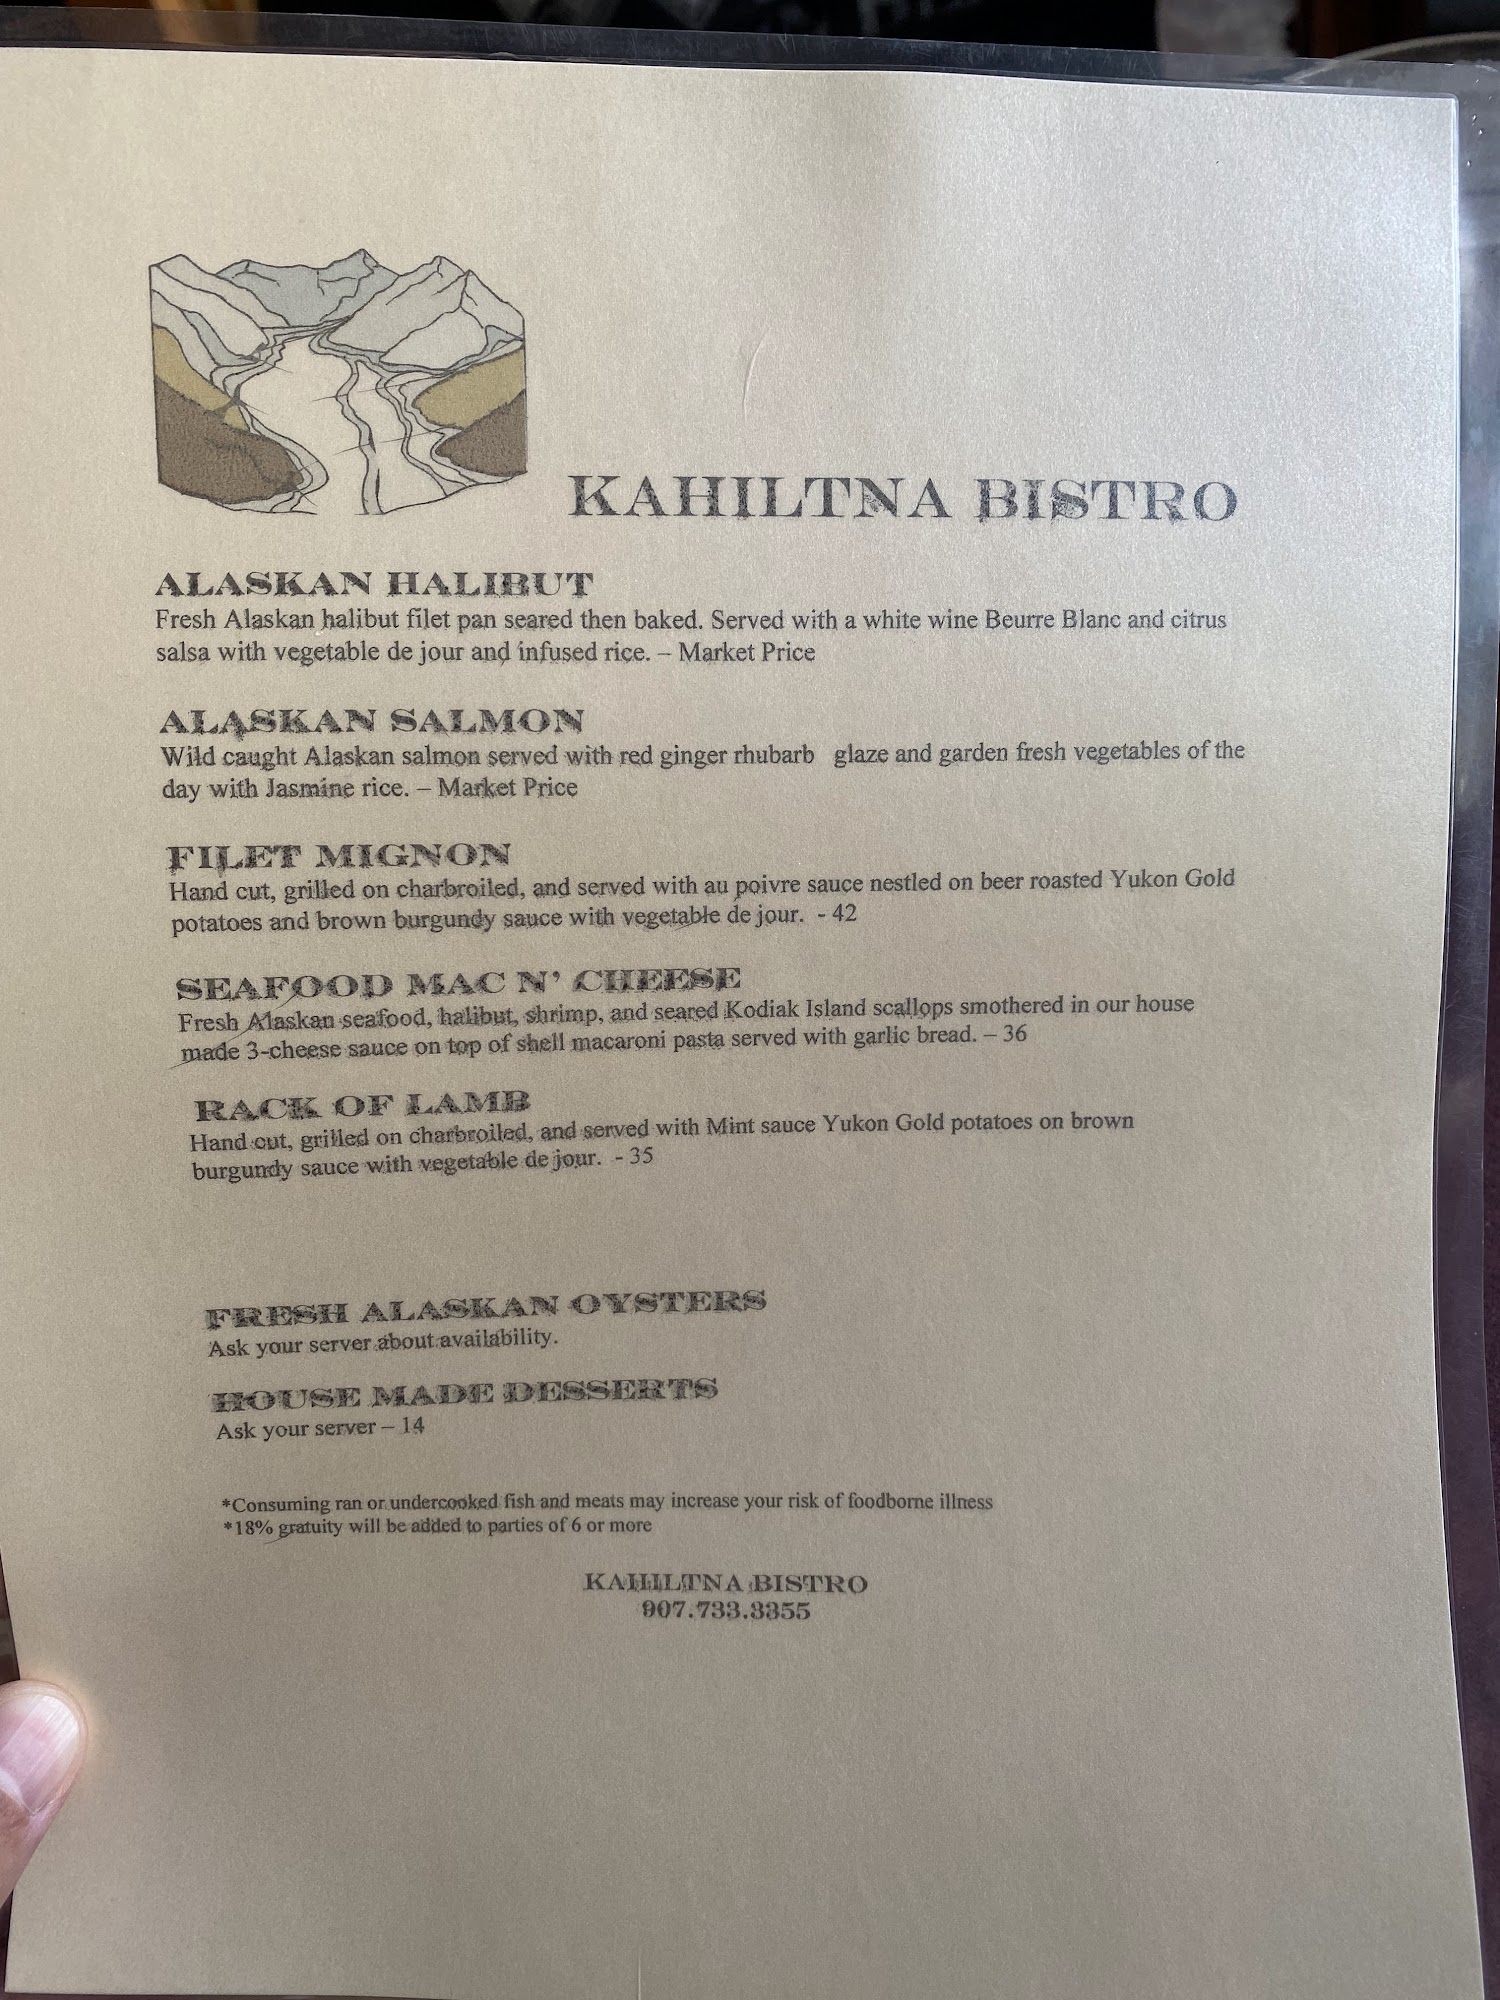 KAHILTNA BISTRO
ALASKAN HALIBUT
Fresh Alaskan halibut filet pan seared then baked. Served with a white wine Beurre Blanc and citrus
salsa with vegetable de jour and infused rice. – Market Price
ALASKAN SALMON
Wild caught Alaskan salmon served with red ginger rhubarb glaze and garden fresh vegetables of the
day with Jasmine rice. – Market Price
FILET MIGNON
Hand cut, grilled on charbroiled, and served with au poivre sauce nestled on beer roasted Yukon Gold
potatoes and brown burgundy sauce with vegetable de jour. - 42
SEAFOOD MAC N' CHEESE
Fresh Alaskan seafood, halibut, shrimp, and seared Kodiak Island scallops smothered in our house
made 3-cheese sauce on top of shell macaroni pasta served with garlic bread. – 36
RACK OF LAMB
Hand cut, grilled on charbroiled, and served with Mint sauce Yukon Gold potatoes on brown
burgundy sauce with vegetable de jour. - 35
FRESH ALASKAN OYSTERS
Ask your server about availability.
HOUSE MADE DESSERTS
Ask your server – 14
*Consuming ran or undercooked fish and meats may increase your risk of foodborne illness
*18% gratuity will be added to parties of 6 or more
KAHILTNA BISTRO
907.733.3355